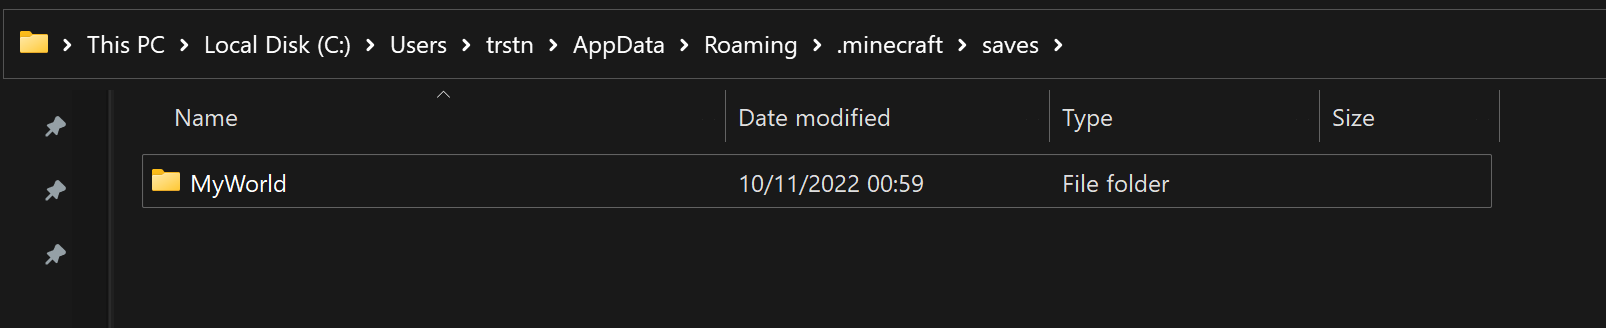 This PC > Local Disk (C:) > Users > trstn > AppData > Roaming > .minecraft > saves >
Name Date modified Type Size
MyWorld 10/11/2022 00:59 File folder